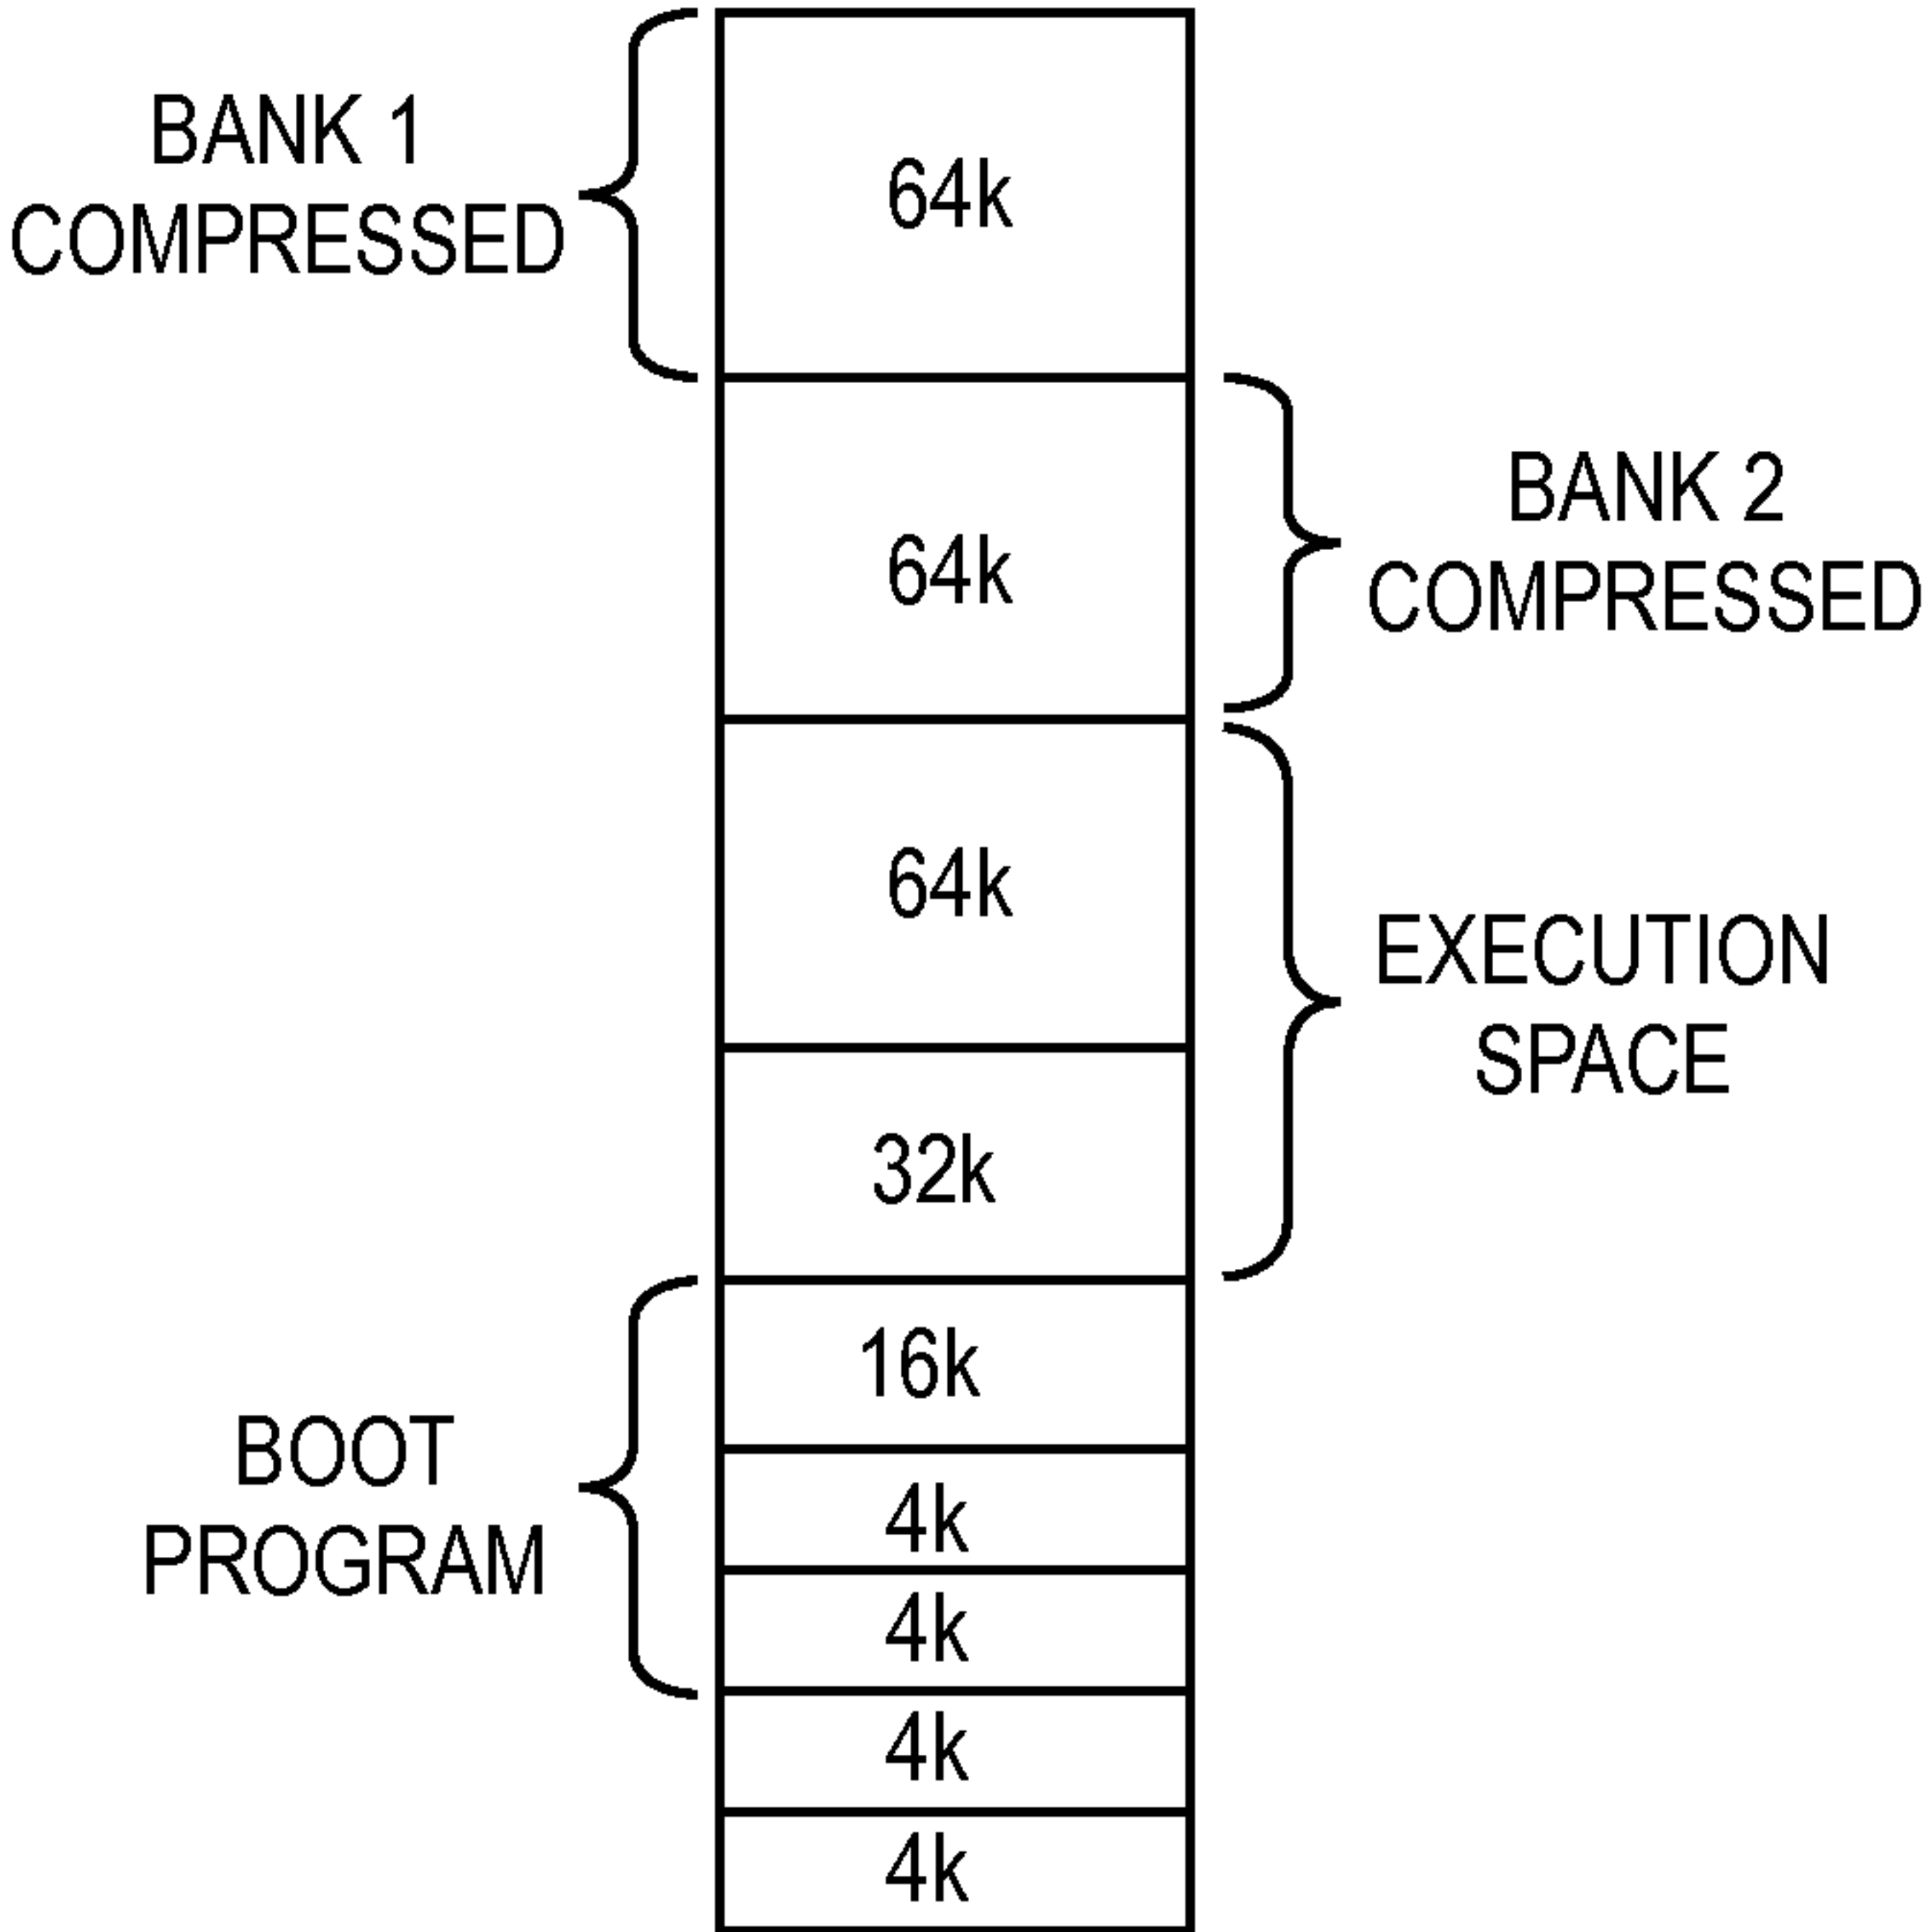 BANK 1
COMPRESSED
64k
64k
BANK 2
COMPRESSED
64k
EXECUTION
SPACE
32k
16k
BOOT
PROGRAM
4k
4k
4k
4k